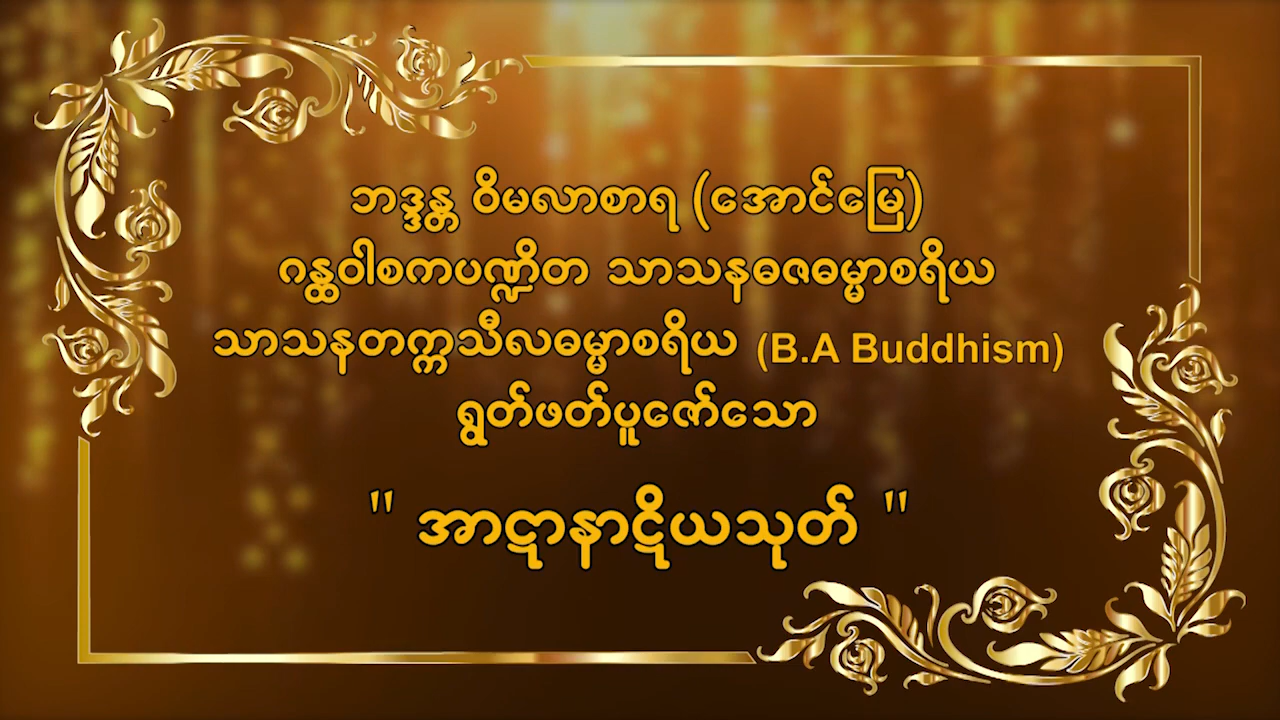 ဘဒ္ဒန္တ ဝိမလာစာရ (အောင်မြေ)
ဂန္ထဝါစကပဏ္ဍိတ သာသနဓဇဓမ္မာစရိယ
သာသနတက္ကသီလဓမ္မာစရိယ (B.A Buddhism)
ရွတ်ဖတ်ပူဇော်သော
" အာဋာနာဋိယသုတ် "